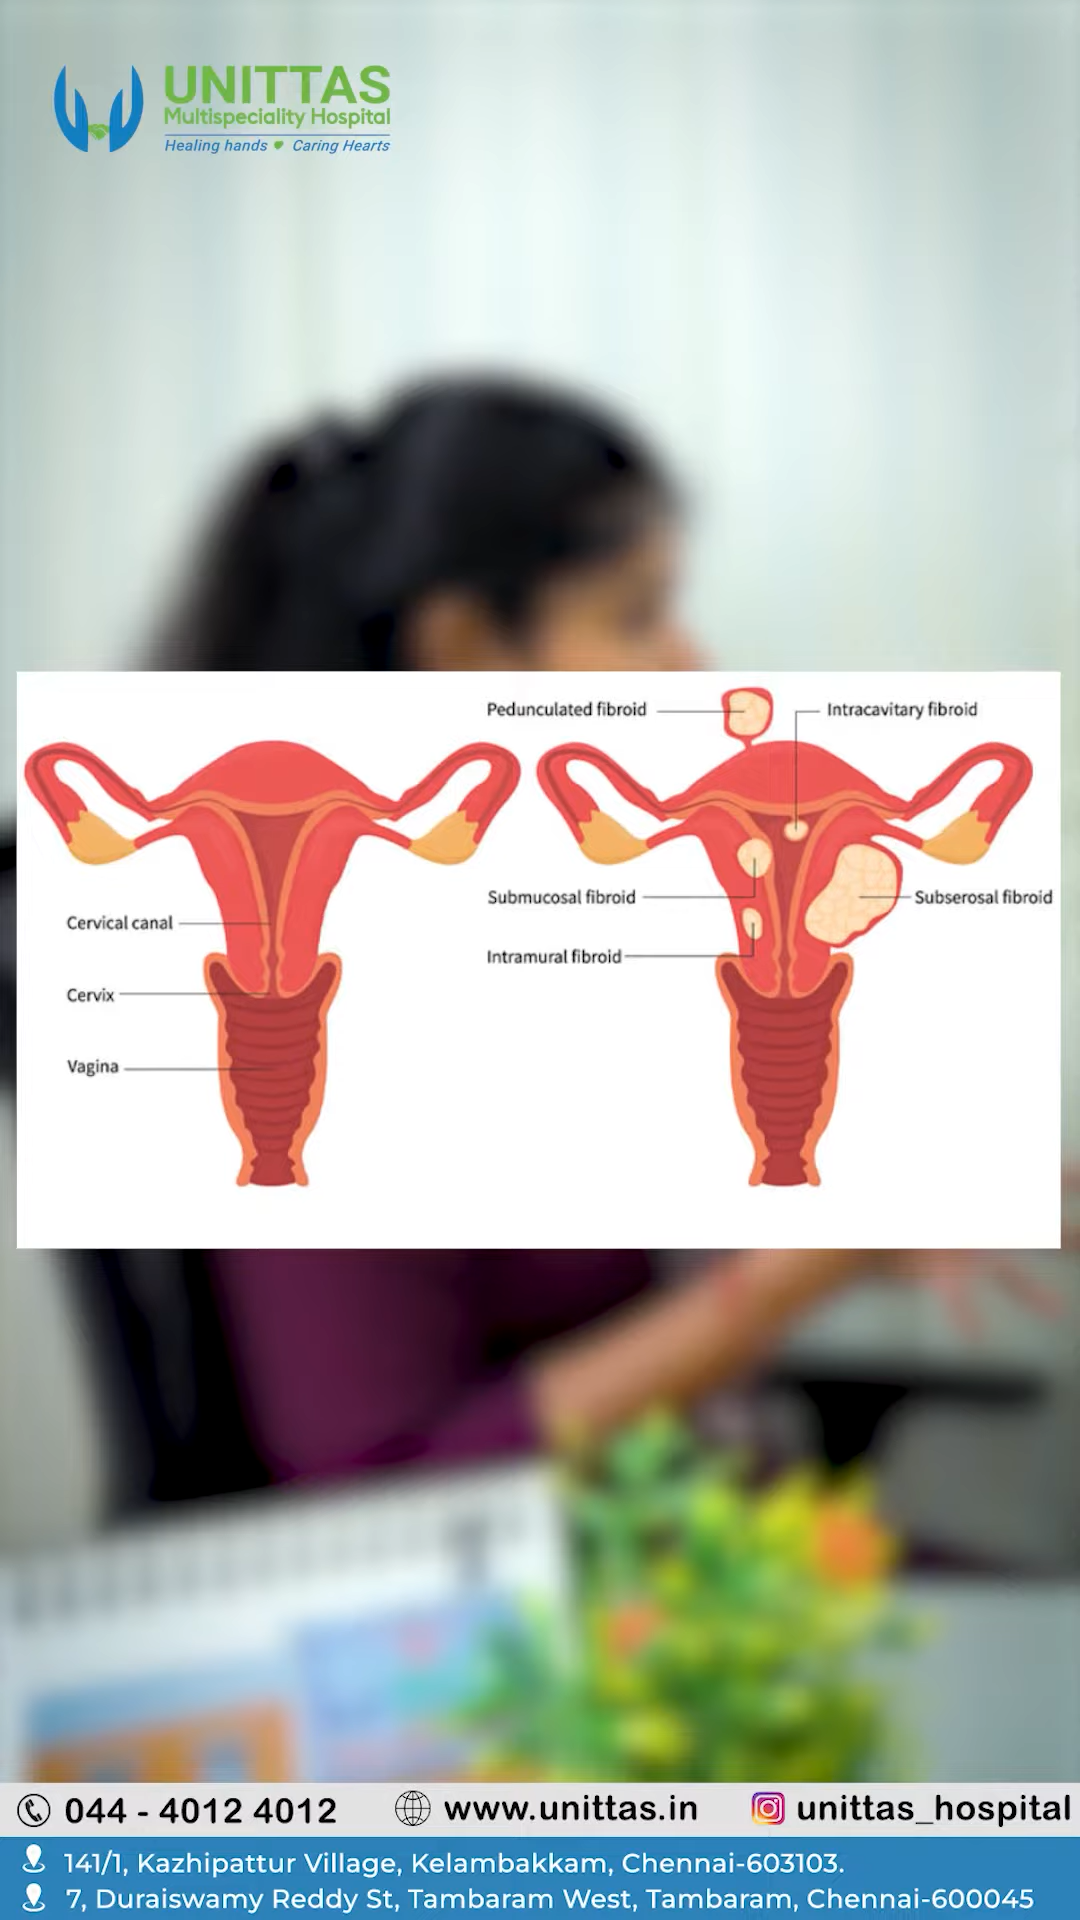 UNITTAS
Multispeciality Hospital
Healing hands Caring Hearts
Pedunculated fibroid
Intracavitary fibroid
Submucosal fibroid
Subserosal fibroid
Cervical canal
Intramural fibroid
Cervix
Vagina
044 - 4012 4012 www.unittas.in unittas_hospital
141/1, Kazhipattur Village, Kelambakkam, Chennai-603103.
7, Duraiswamy Reddy St, Tambaram West, Tambaram, Chennai-600045